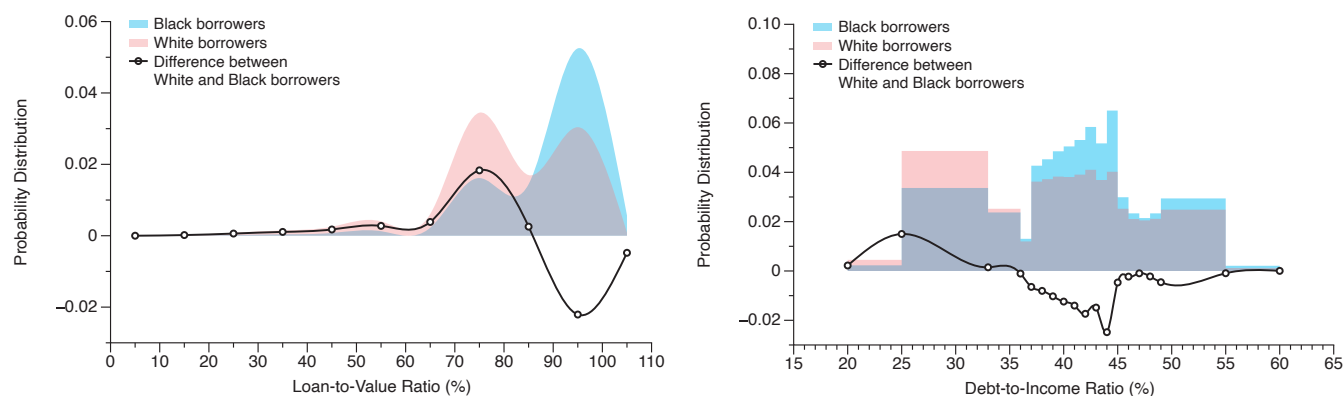 0.06
0.04
0.02
0
−0.02
Probability Distribution
Black borrowers
White borrowers
Difference between
White and Black borrowers
0 10 20 30 40 50 60 70 80 90 100 110
Loan-to-Value Ratio (%)
0.10
0.08
0.06
0.04
0.02
0
−0.02
Probability Distribution
Black borrowers
White borrowers
Difference between
White and Black borrowers
15 20 25 30 35 40 45 50 55 60 65
Debt-to-Income Ratio (%)